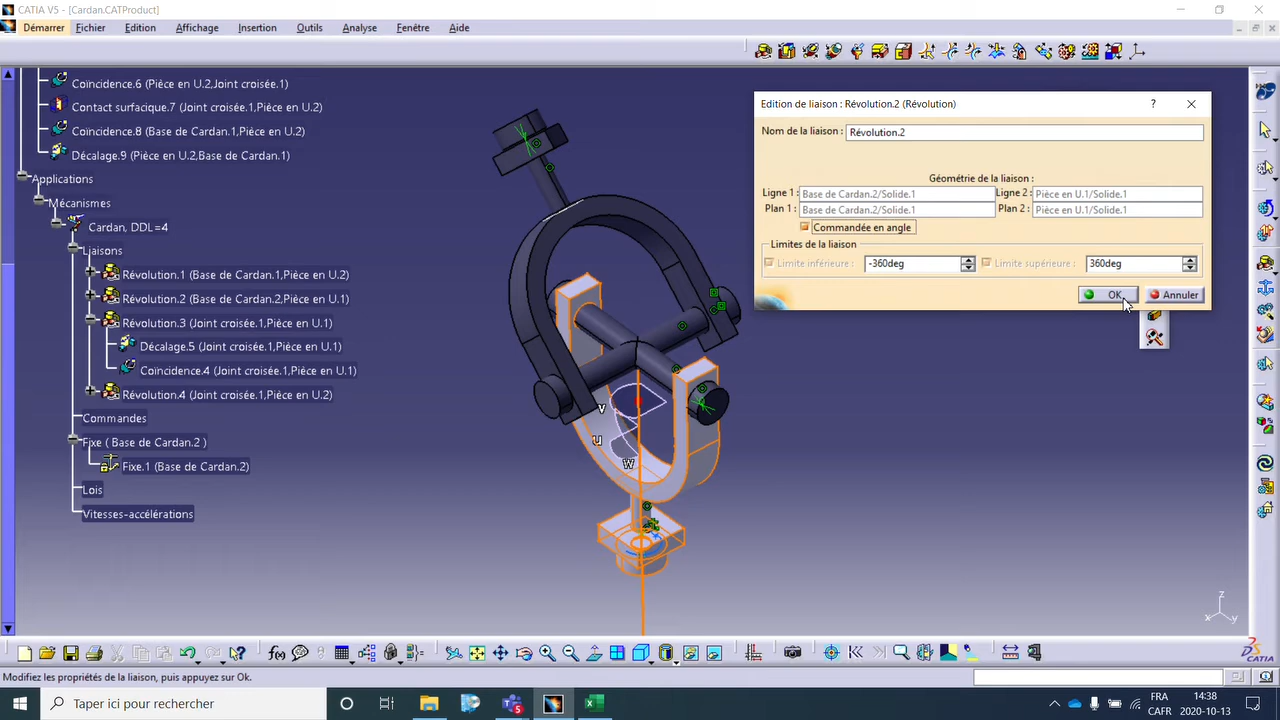 CATIA V5 - [Cardan.CATProduct]
Démarrer Fichier Edition Affichage Insertion Outils Analyse Fenêtre Aide
Coïncidence.6 (Pièce en U.2,Joint croisée.1)
Contact surfacique.7 (Joint croisée.1,Pièce en U.2)
Coïncidence.8 (Base de Cardan.1,Pièce en U.2)
Décalage.9 (Pièce en U.2,Base de Cardan.1)
Applications
Mécanismes
Cardan, DDL=4
Liaisons
Révolution.1 (Base de Cardan.1,Pièce en U.2)
Révolution.2 (Base de Cardan.2,Pièce en U.1)
Révolution.3 (Joint croisée.1,Pièce en U.1)
Décalage.5 (Joint croisée.1,Pièce en U.1)
Coïncidence.4 (Joint croisée.1,Pièce en U.1)
Révolution.4 (Joint croisée.1,Pièce en U.2)
Commandes
Fixe ( Base de Cardan.2 )
Fixe.1 (Base de Cardan.2)
Lois
Vitesses-accélérations
Edition de liaison : Révolution.2 (Révolution)
?
Nom de la liaison : Révolution.2
Géométrie de la liaison :
Ligne 1 : Base de Cardan.2/Solide.1 Ligne 2 : Pièce en U.1/Solide.1
Plan 1 : Base de Cardan.2/Solide.1 Plan 2 : Pièce en U.1/Solide.1
Commandée en angle
Limites de la liaison
Limite inférieure : -360deg Limite supérieure : 360deg
OK Annuler
v
u
w
z
x y
f(x)
CATIA
Modifiez les propriétés de la liaison, puis appuyez sur Ok.
Taper ici pour rechercher
FRA 14:38
CAFR 2020-10-13